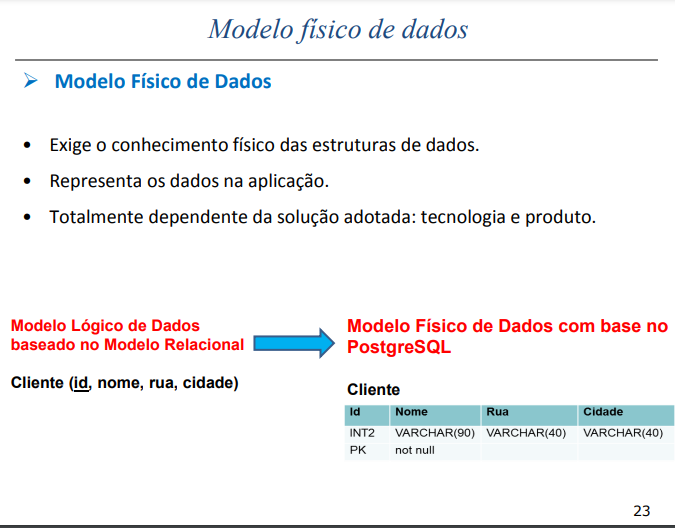 Modelo físico de dados
➢ Modelo Físico de Dados
• Exige o conhecimento físico das estruturas de dados.
• Representa os dados na aplicação.
• Totalmente dependente da solução adotada: tecnologia e produto.
Modelo Lógico de Dados
baseado no Modelo Relacional
Cliente (id, nome, rua, cidade)
Modelo Físico de Dados com base no
PostgreSQL
Cliente
Id Nome Rua Cidade
INT2 VARCHAR(90) VARCHAR(40) VARCHAR(40)
PK not null
23